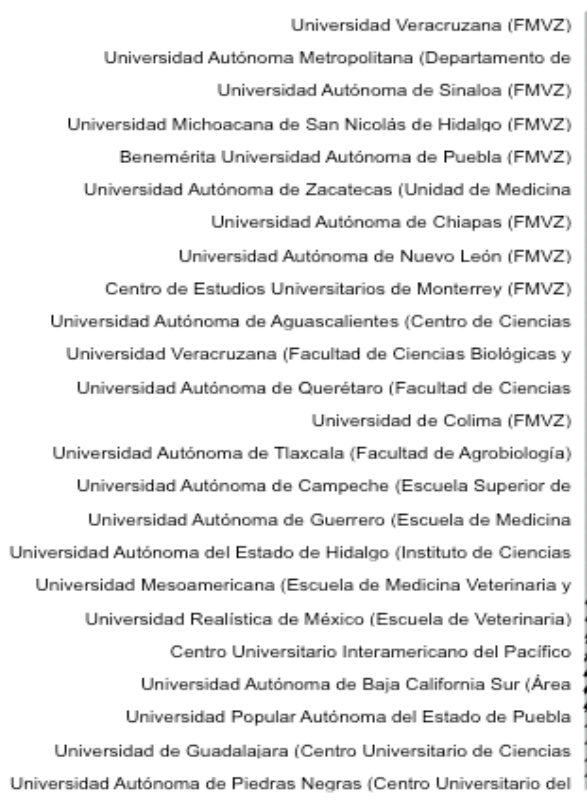 Universidad Veracruzana (FMVZ)
Universidad Autónoma Metropolitana (Departamento de
Universidad Autónoma de Sinaloa (FMVZ)
Universidad Michoacana de San Nicolás de Hidalgo (FMVZ)
Benemérita Universidad Autónoma de Puebla (FMVZ)
Universidad Autónoma de Zacatecas (Unidad de Medicina
Universidad Autónoma de Chiapas (FMVZ)
Universidad Autónoma de Nuevo León (FMVZ)
Centro de Estudios Universitarios de Monterrey (FMVZ)
Universidad Autónoma de Aguascalientes (Centro de Ciencias
Universidad Veracruzana (Facultad de Ciencias Biológicas y
Universidad Autónoma de Querétaro (Facultad de Ciencias
Universidad de Colima (FMVZ)
Universidad Autónoma de Tlaxcala (Facultad de Agrobiología)
Universidad Autónoma de Campeche (Escuela Superior de
Universidad Autónoma de Guerrero (Escuela de Medicina
Universidad Autónoma del Estado de Hidalgo (Instituto de Ciencias
Universidad Mesoamericana (Escuela de Medicina Veterinaria y
Universidad Realística de México (Escuela de Veterinaria)
Centro Universitario Interamericano del Pacífico
Universidad Autónoma de Baja California Sur (Área
Universidad Popular Autónoma del Estado de Puebla
Universidad de Guadalajara (Centro Universitario de Ciencias
Universidad Autónoma de Piedras Negras (Centro Universitario del